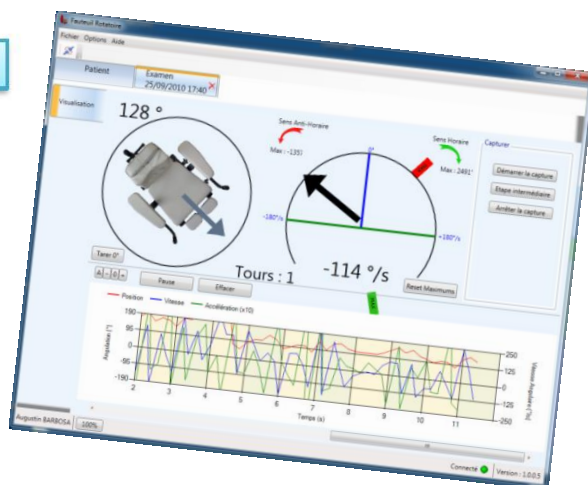 Fauteuil Rotatoire
Fichier Options Aide
Patient
Examen
25/09/2010 17:40
Visualisation
128 °
Sens Anti-Horaire
Max : -135°
Sens Horaire
Max : 2491°
0°
-180°/s
+180°/s
Capturer
Démarrer la capture
Etape intermédiaire
Arrêter la capture
Tarer 0°
Tours : 1
-114 °/s
Reset Maximums
Pause
Effacer
Position Vitesse Accélération (x10)
Angulation [°]
190
95
0
-95
-190
2 3 4 5 6 7 8 9 10 11
Temps (s)
250
125
0
-125
-250
Augustin BARBOSA
100%
Connecté
Version : 1.0.0.5